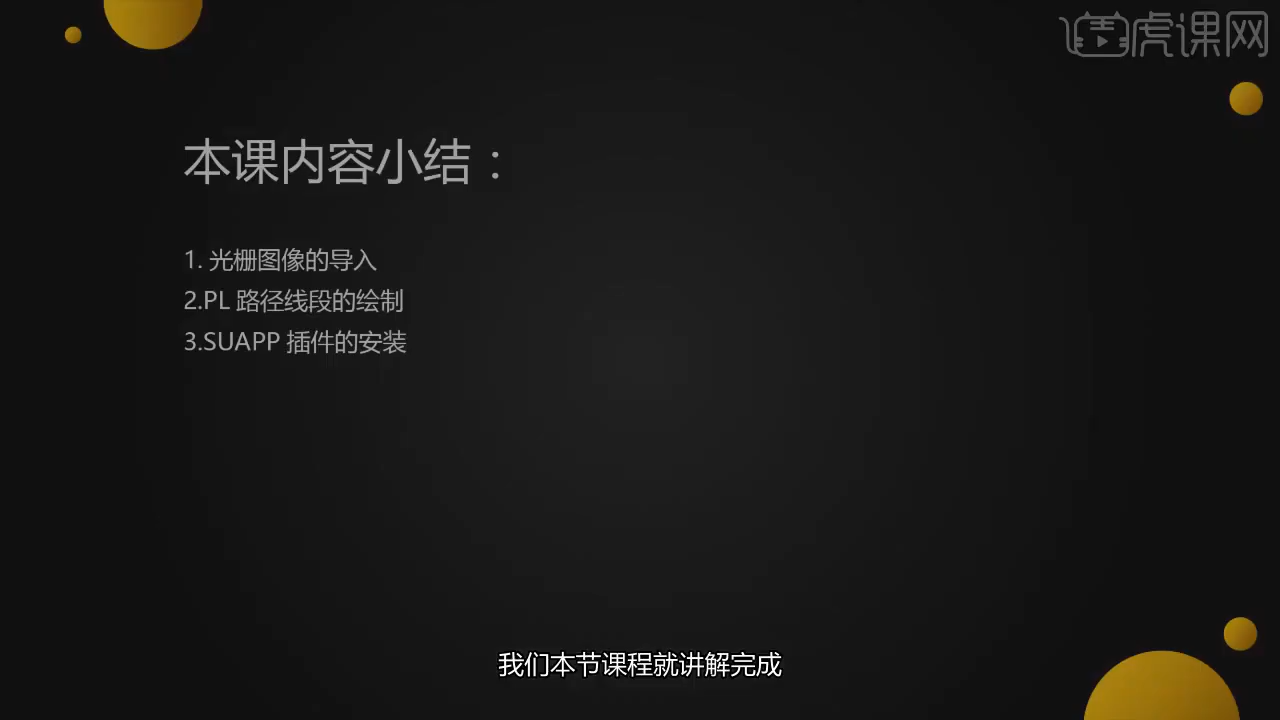 虎课网
本课内容小结：
1. 光栅图像的导入
2.PL 路径线段的绘制
3.SUAPP 插件的安装
我们本节课程就讲解完成